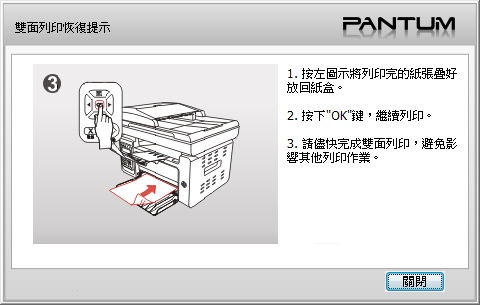 雙面列印恢復提示
PANTUM
3
1. 按左圖示將列印完的紙張疊好
放回紙盒。
2. 按下"OK"鍵，繼續列印。
3. 請儘快完成雙面列印，避免影
響其他列印作業。
關閉